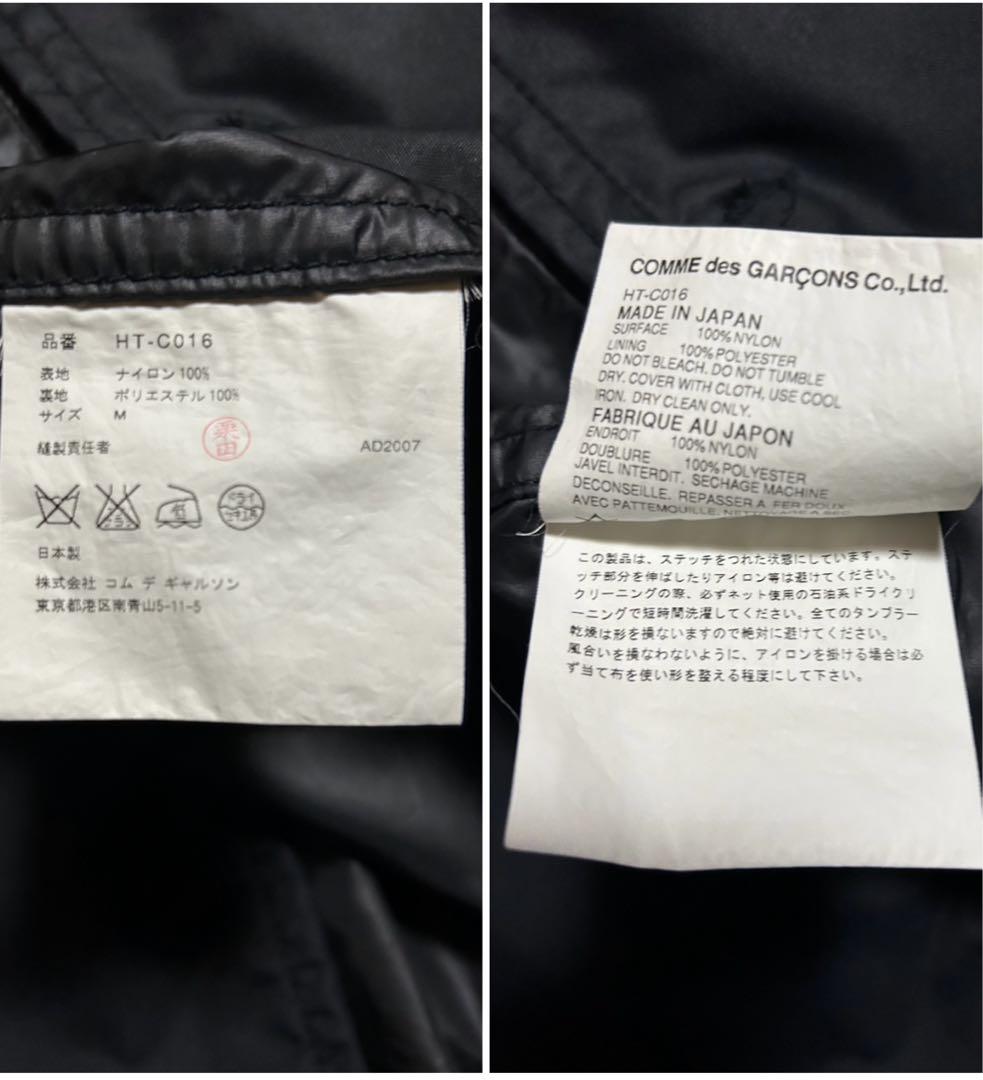 品番 HT-C016
表地 ナイロン100%
裏地 ポリエステル100%
サイズ M
縫製責任者 栗田 AD2007
日本製
株式会社 コム デ ギャルソン
東京都港区南青山5-11-5
COMME des GARÇONS Co.,Ltd.
HT-C016
MADE IN JAPAN
SURFACE 100% NYLON
LINING 100% POLYESTER
DO NOT BLEACH. DO NOT TUMBLE
DRY. COVER WITH CLOTH, USE COOL
IRON. DRY CLEAN ONLY.
FABRIQUE AU JAPON
ENDROIT 100% NYLON
DOUBLURE 100% POLYESTER
JAVEL INTERDIT. SECHAGE MACHINE
DECONSEILLE. REPASSER A FER DOUX
AVEC PATTEMOUILLE. NETTOYAGE A SEC
この製品は、ステッチをつれた状態にしています。ステ
ッチ部分を伸ばしたりアイロン等は避けてください。
クリーニングの際、必ずネット使用の石油系ドライクリ
ーニングで短時間洗濯してください。全てのタンブラー
乾燥は形を損ないますので絶対に避けてください。
風合いを損なわないように、アイロンを掛ける場合は必
ず当て布を使い形を整える程度にして下さい。